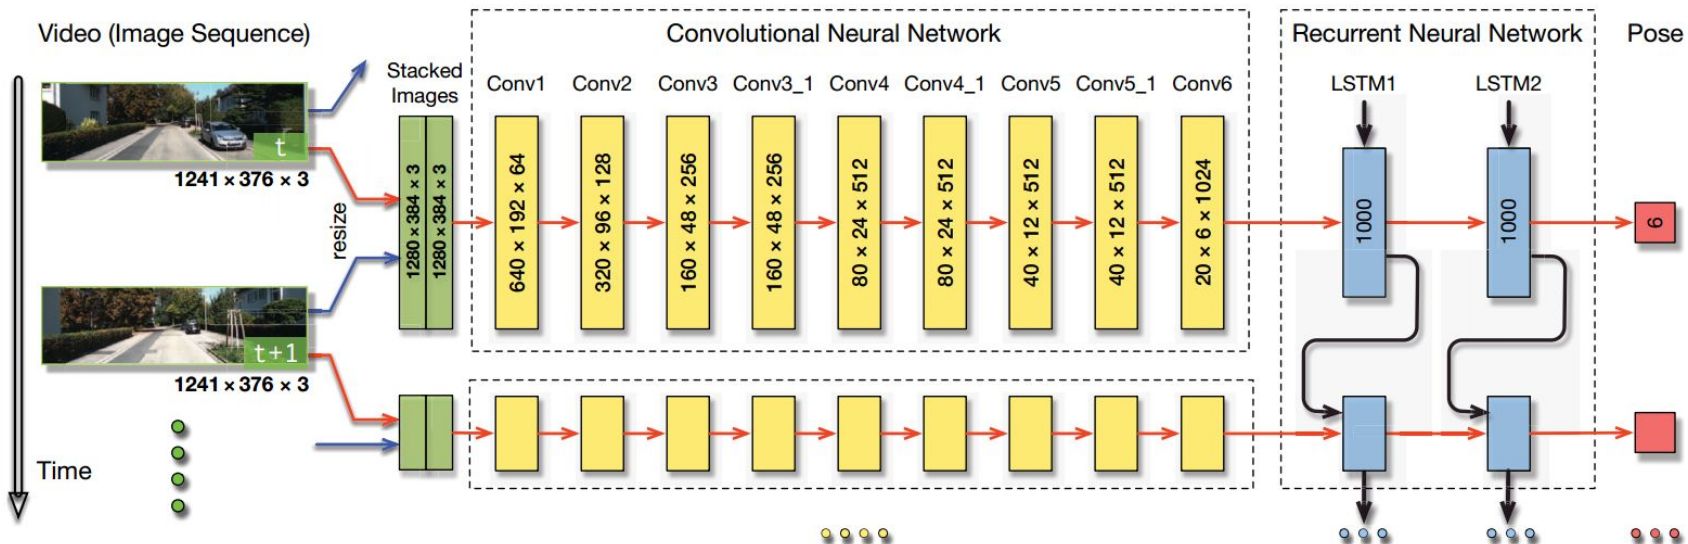 Video (Image Sequence)
Convolutional Neural Network
Recurrent Neural Network
Pose
Stacked
Images
Conv1
Conv2
Conv3
Conv3_1
Conv4
Conv4_1
Conv5
Conv5_1
Conv6
LSTM1
LSTM2
t
1241 × 376 × 3
resize
1280 × 384 × 3
1280 × 384 × 3
640 × 192 × 64
320 × 96 × 128
160 × 48 × 256
160 × 48 × 256
80 × 24 × 512
80 × 24 × 512
40 × 12 × 512
40 × 12 × 512
20 × 6 × 1024
1000
1000
6
t+1
1241 × 376 × 3
Time